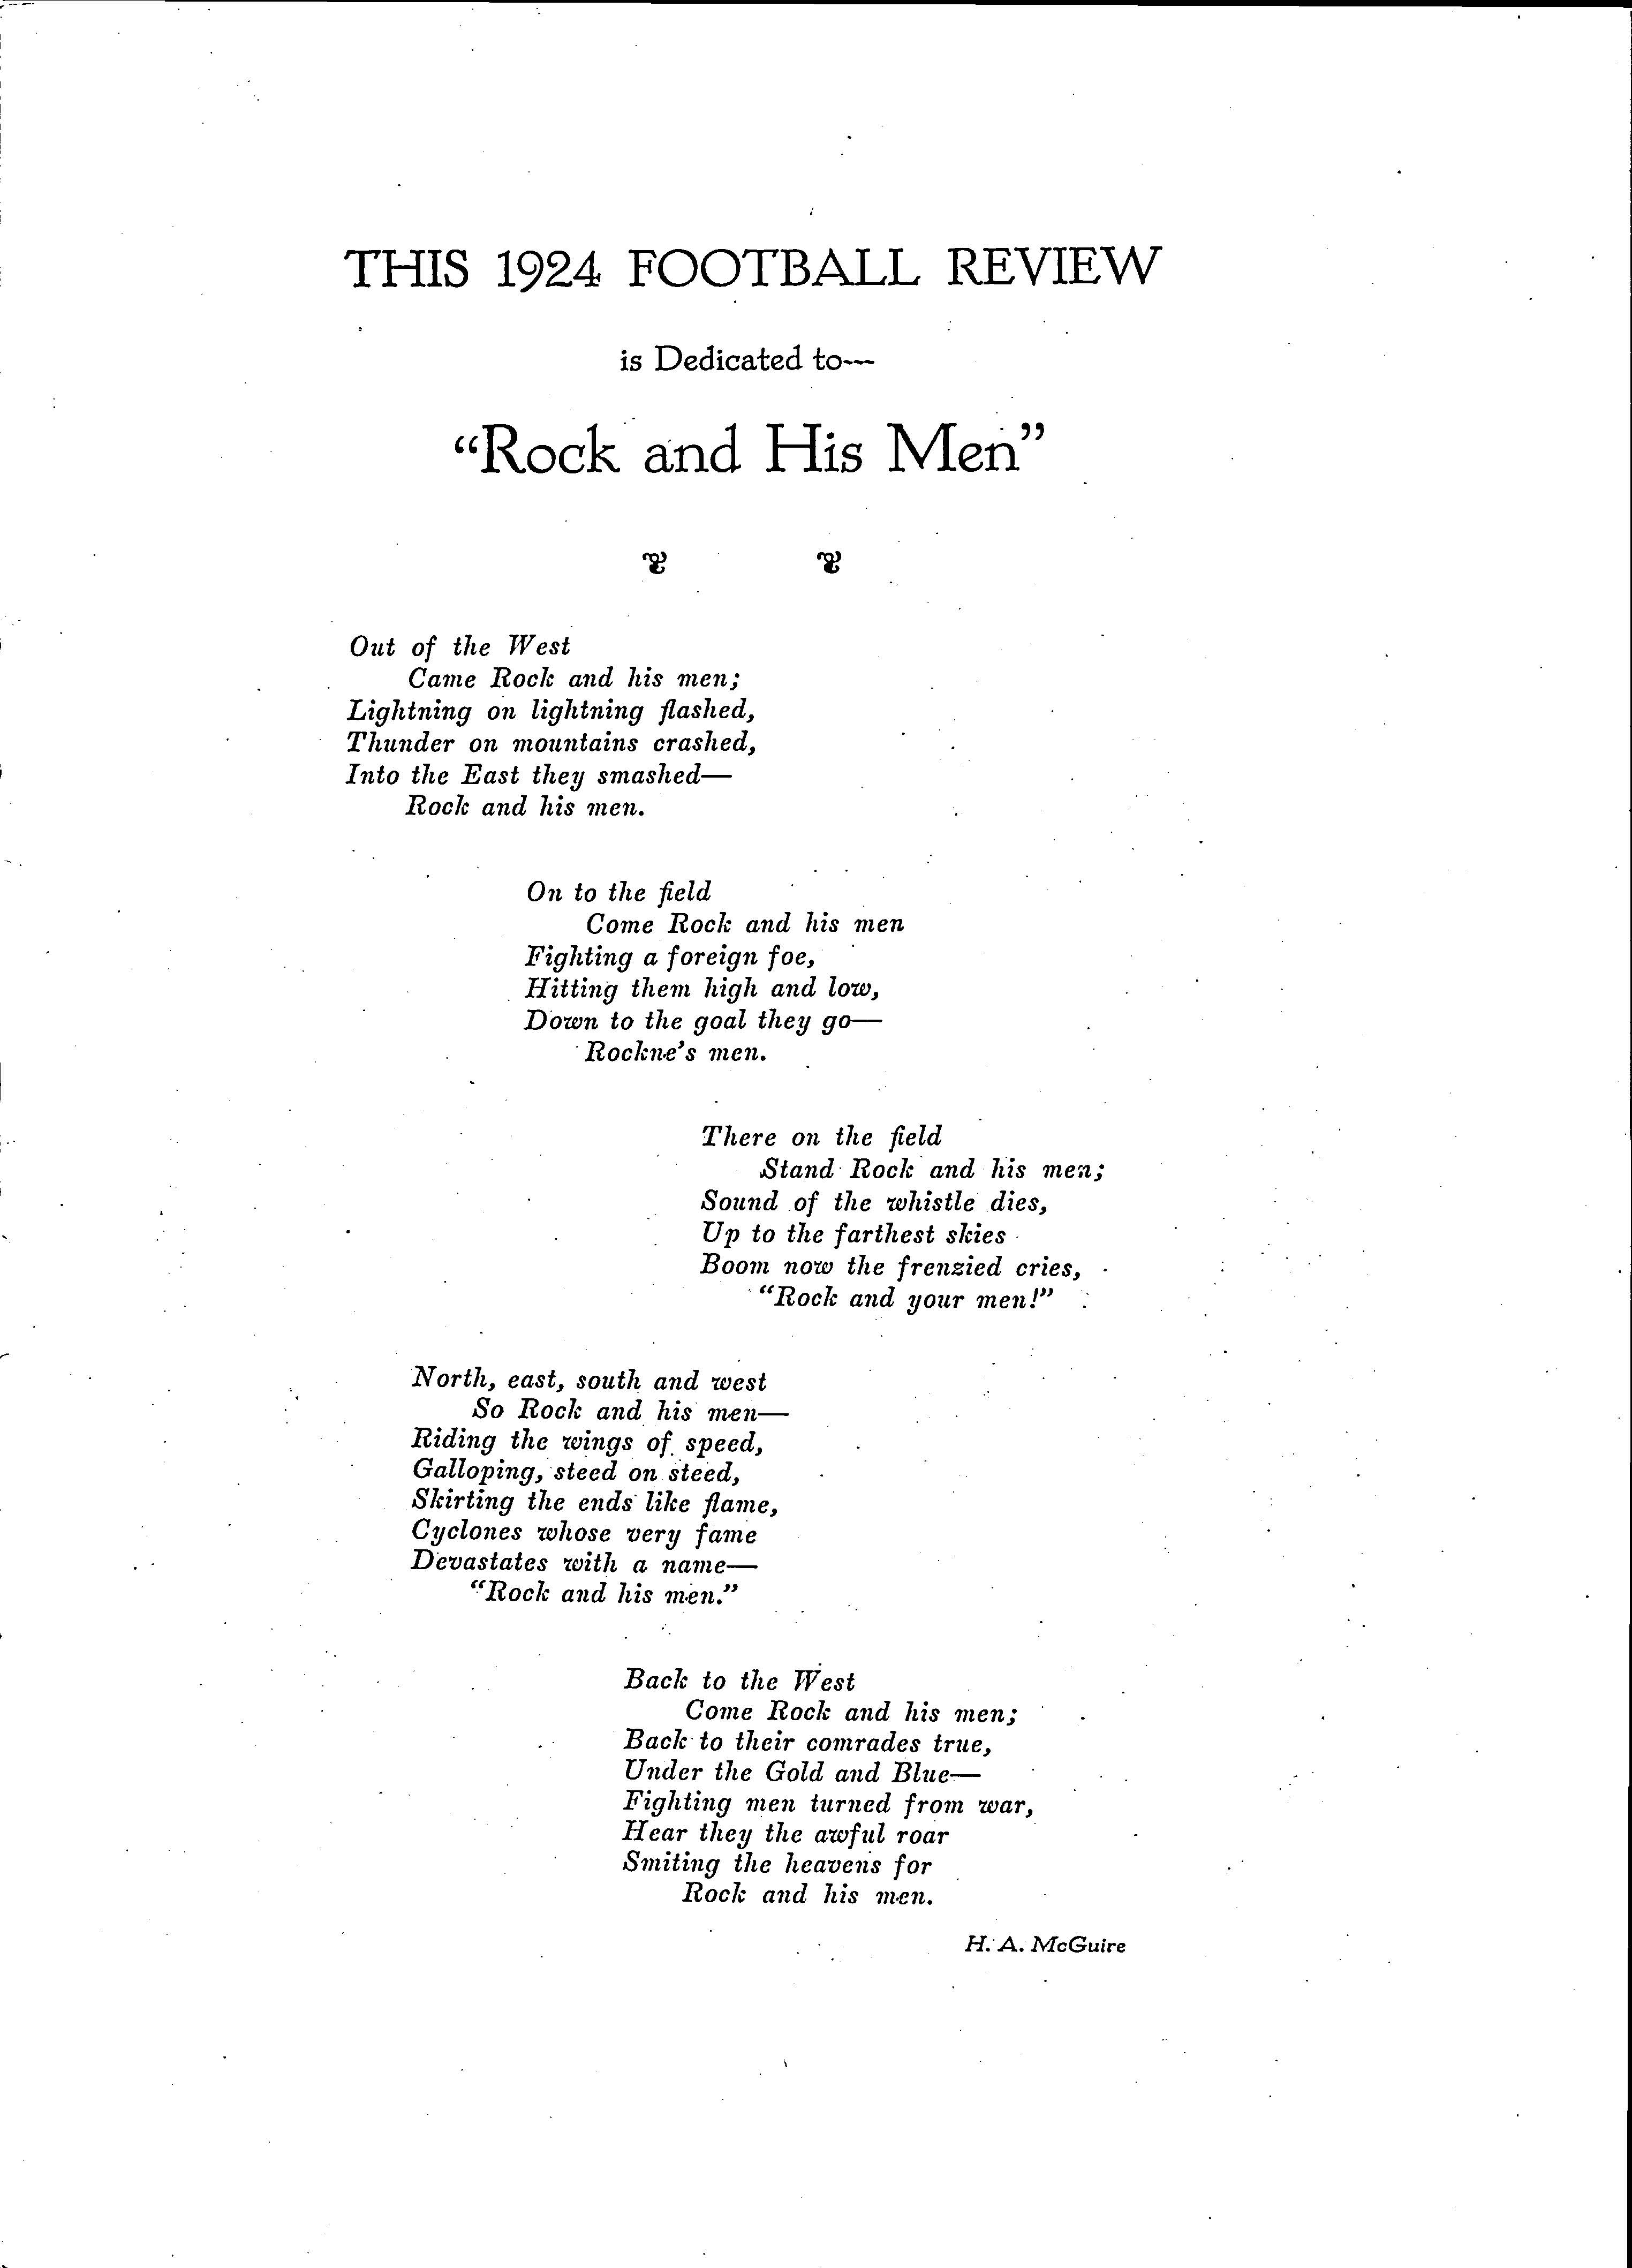 THIS 1924 FOOTBALL REVIEW
is Dedicated to---
“Rock and His Men”
Out of the West
Came Rock and his men;
Lightning on lightning flashed,
Thunder on mountains crashed,
Into the East they smashed—
Rock and his men.
On to the field
Come Rock and his men
Fighting a foreign foe,
Hitting them high and low,
Down to the goal they go—
Rockne's men.
There on the field
Stand Rock and his men;
Sound of the whistle dies,
Up to the farthest skies
Boom now the frenzied cries,
“Rock and your men!”
North, east, south and west
So Rock and his men—
Riding the wings of speed,
Galloping, steed on steed,
Skirting the ends like flame,
Cyclones whose very fame
Devastates with a name—
“Rock and his men.”
Back to the West
Come Rock and his men;
Back to their comrades true,
Under the Gold and Blue—
Fighting men turned from war,
Hear they the awful roar
Smiting the heavens for
Rock and his men.
H. A. McGuire